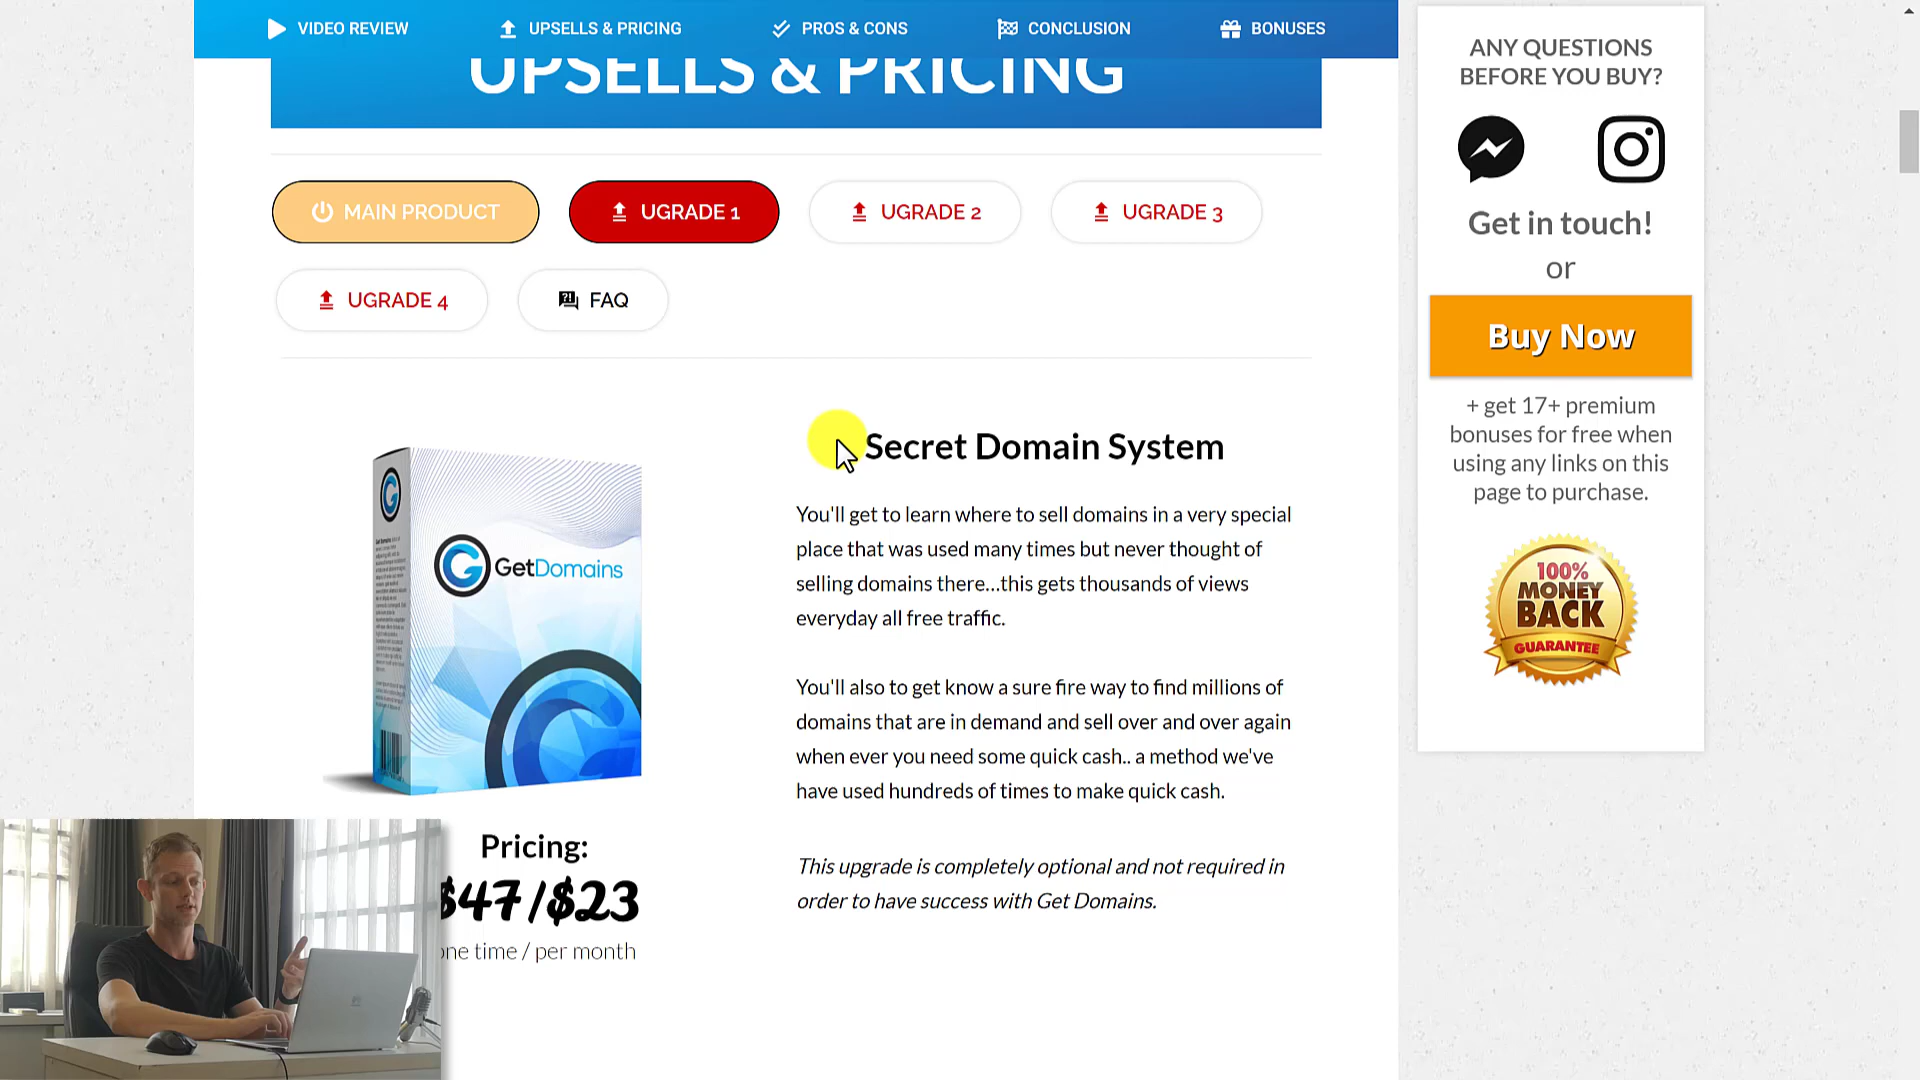 VIDEO REVIEW
UPSELLS & PRICING
PROS & CONS
CONCLUSION
BONUSES
UPSELLS & PRICING
MAIN PRODUCT
UGRADE 1
UGRADE 2
UGRADE 3
UGRADE 4
FAQ
GetDomains
Pricing:
$47/$23
one time / per month
Secret Domain System
You'll get to learn where to sell domains in a very special
place that was used many times but never thought of
selling domains there...this gets thousands of views
everyday all free traffic.
You'll also to get know a sure fire way to find millions of
domains that are in demand and sell over and over again
when ever you need some quick cash.. a method we've
have used hundreds of times to make quick cash.
This upgrade is completely optional and not required in
order to have success with Get Domains.
ANY QUESTIONS
BEFORE YOU BUY?
Get in touch!
or
Buy Now
+ get 17+ premium
bonuses for free when
using any links on this
page to purchase.
100%
MONEY
BACK
GUARANTEE